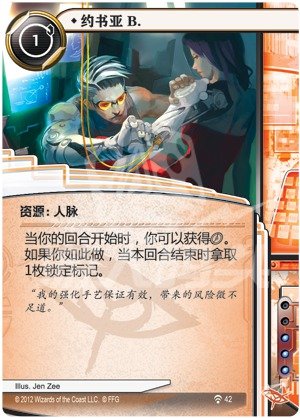 1
约书亚 B.
资源: 人脉
当你的回合开始时，你可以获得。
如果你如此做，当本回合结束时拿取
1枚锁定标记。
“我的强化手艺保证有效，带来的风险微不
足道。”
Illus. Jen Zee
© 2012 Wizards of the Coast LLC. © FFG
42